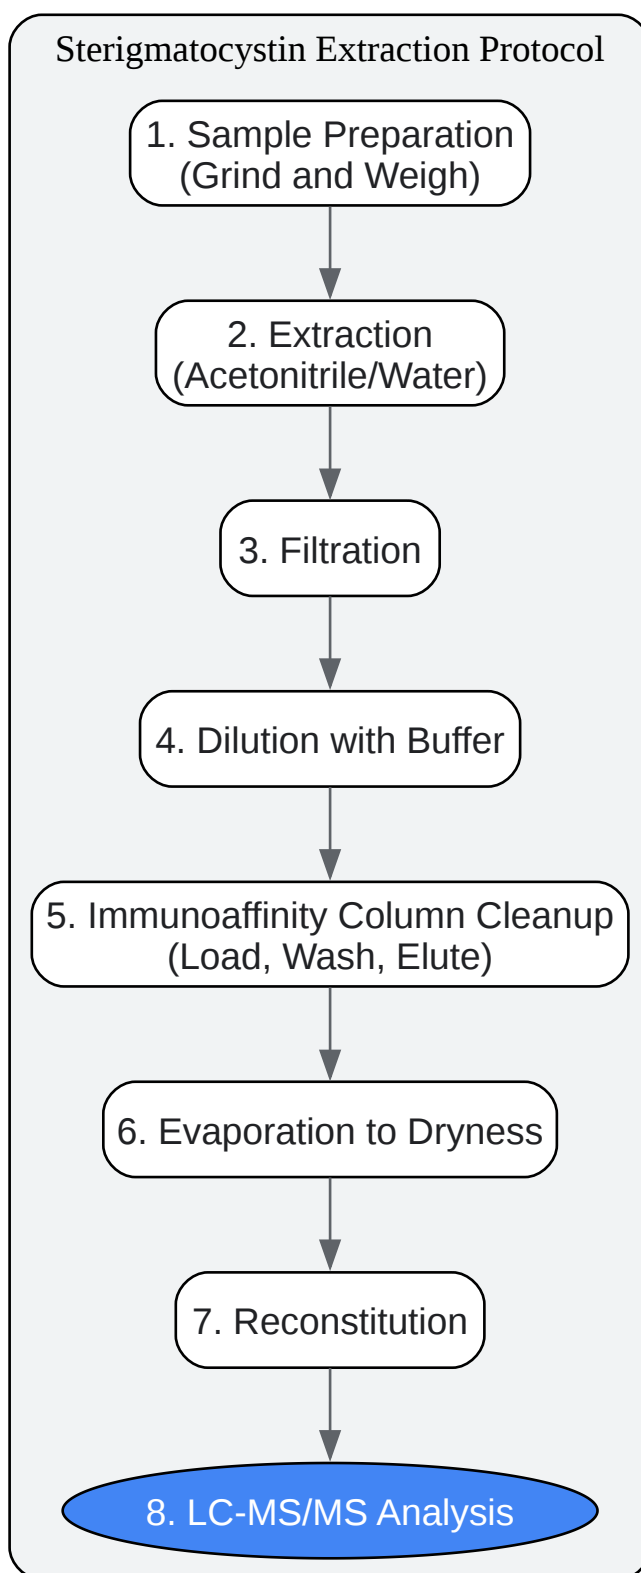 Sterigmatocystin Extraction Protocol
1. Sample Preparation
(Grind and Weigh)
2. Extraction
(Acetonitrile/Water)
3. Filtration
4. Dilution with Buffer
5. Immunoaffinity Column Cleanup
(Load, Wash, Elute)
6. Evaporation to Dryness
7. Reconstitution
8. LC-MS/MS Analysis